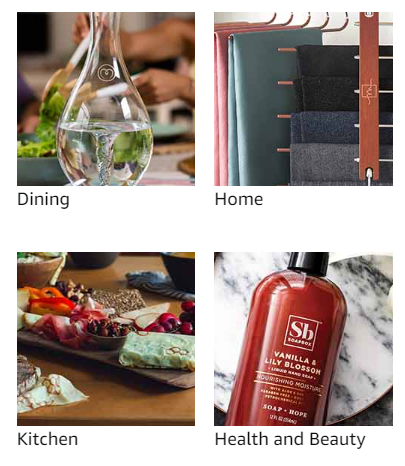 Dining
Home
Sb
SOAPBOX
VANILLA &
LILY BLOSSOM
• LIQUID HAND SOAP •
NOURISHING MOISTURE
SOAP = HOPE
Kitchen
Health and Beauty